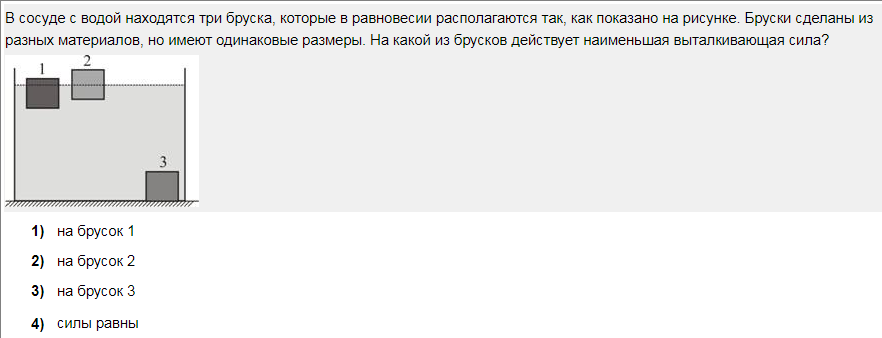 В сосуде с водой находятся три бруска, которые в равновесии располагаются так, как показано на рисунке. Бруски сделаны из
разных материалов, но имеют одинаковые размеры. На какой из брусков действует наименьшая выталкивающая сила?
1
2
3
1) на брусок 1
2) на брусок 2
3) на брусок 3
4) силы равны